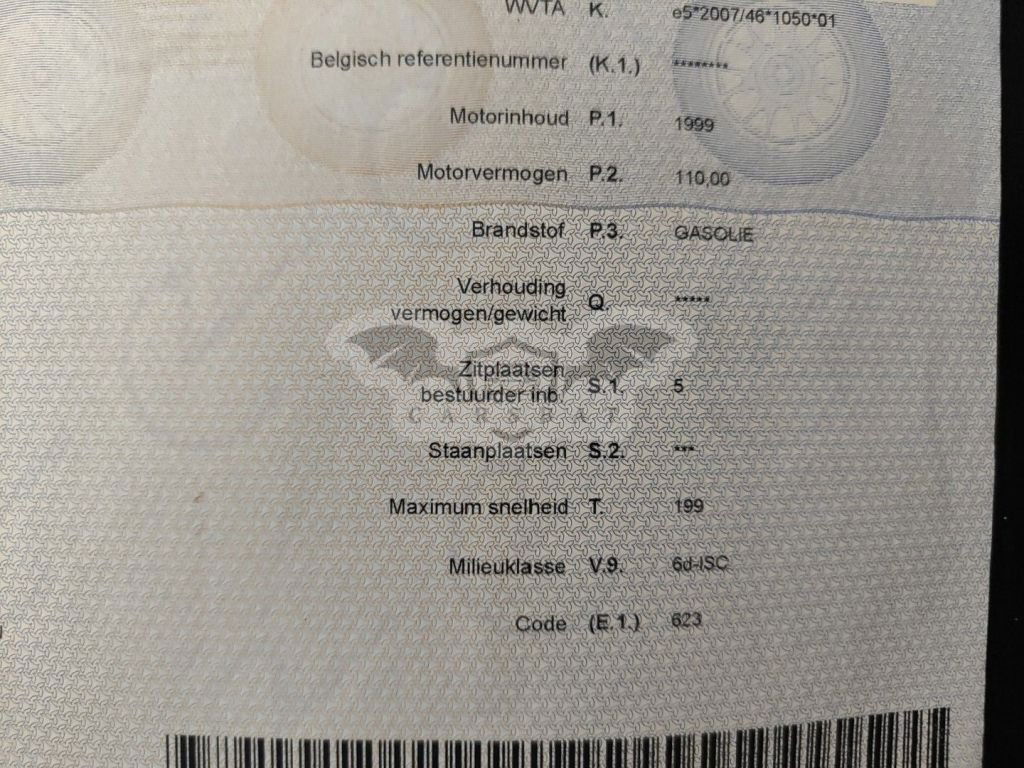 WVTA K. e5*2007/46*1050*01
Belgisch referentienummer (K.1.) ********
Motorinhoud P.1. 1999
Motorvermogen P.2. 110,00
Brandstof P.3. GASOLIE
Verhouding
vermogen/gewicht Q. *****
Zitplaatsen
bestuurder inb. S.1. 5
CARSBAT
Staanplaatsen S.2. ***
Maximum snelheid T. 199
Milieuklasse V.9. 6d-ISC
Code (E.1.) 623